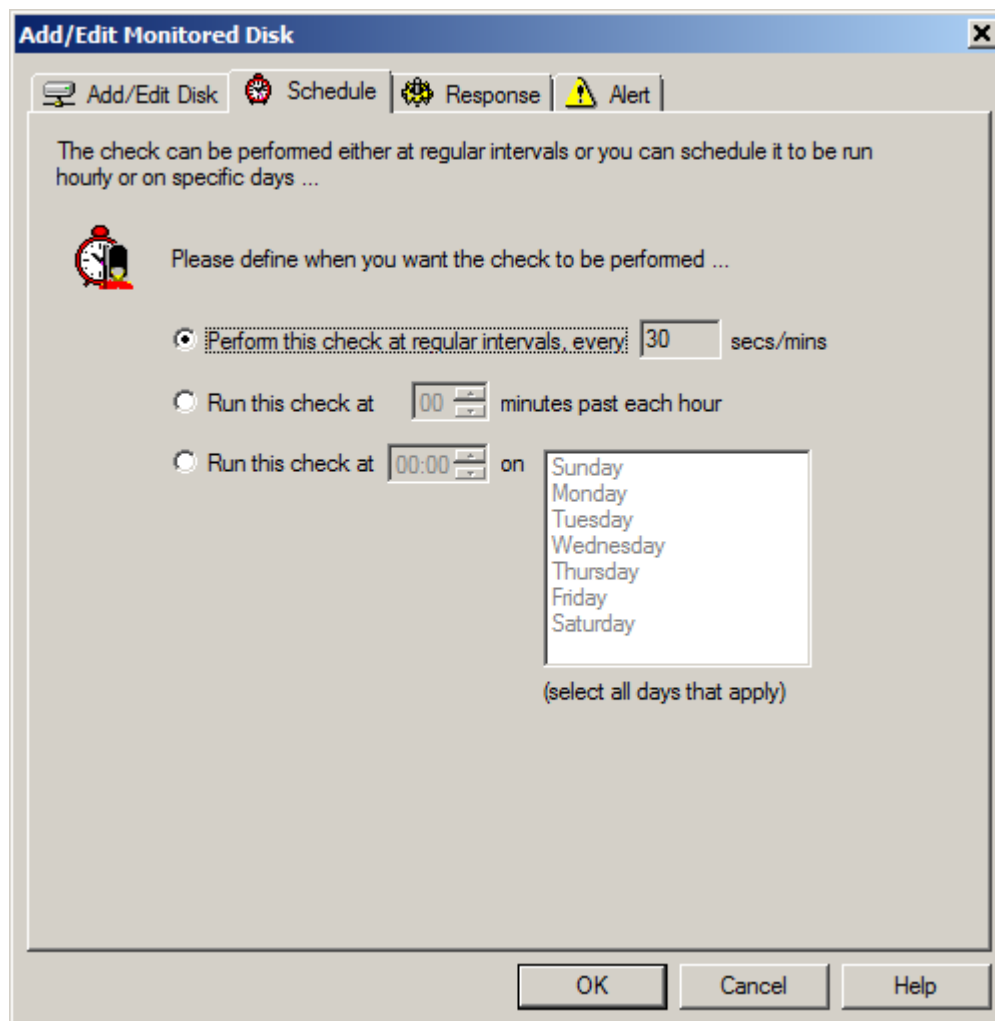 Add/Edit Monitored Disk
Add/Edit Disk Schedule Response Alert
The check can be performed either at regular intervals or you can schedule it to be run
hourly or on specific days ...
Please define when you want the check to be performed ...
Perform this check at regular intervals, every 30 secs/mins
Run this check at 00 minutes past each hour
Run this check at 00:00 on
Sunday
Monday
Tuesday
Wednesday
Thursday
Friday
Saturday
(select all days that apply)
OK Cancel Help